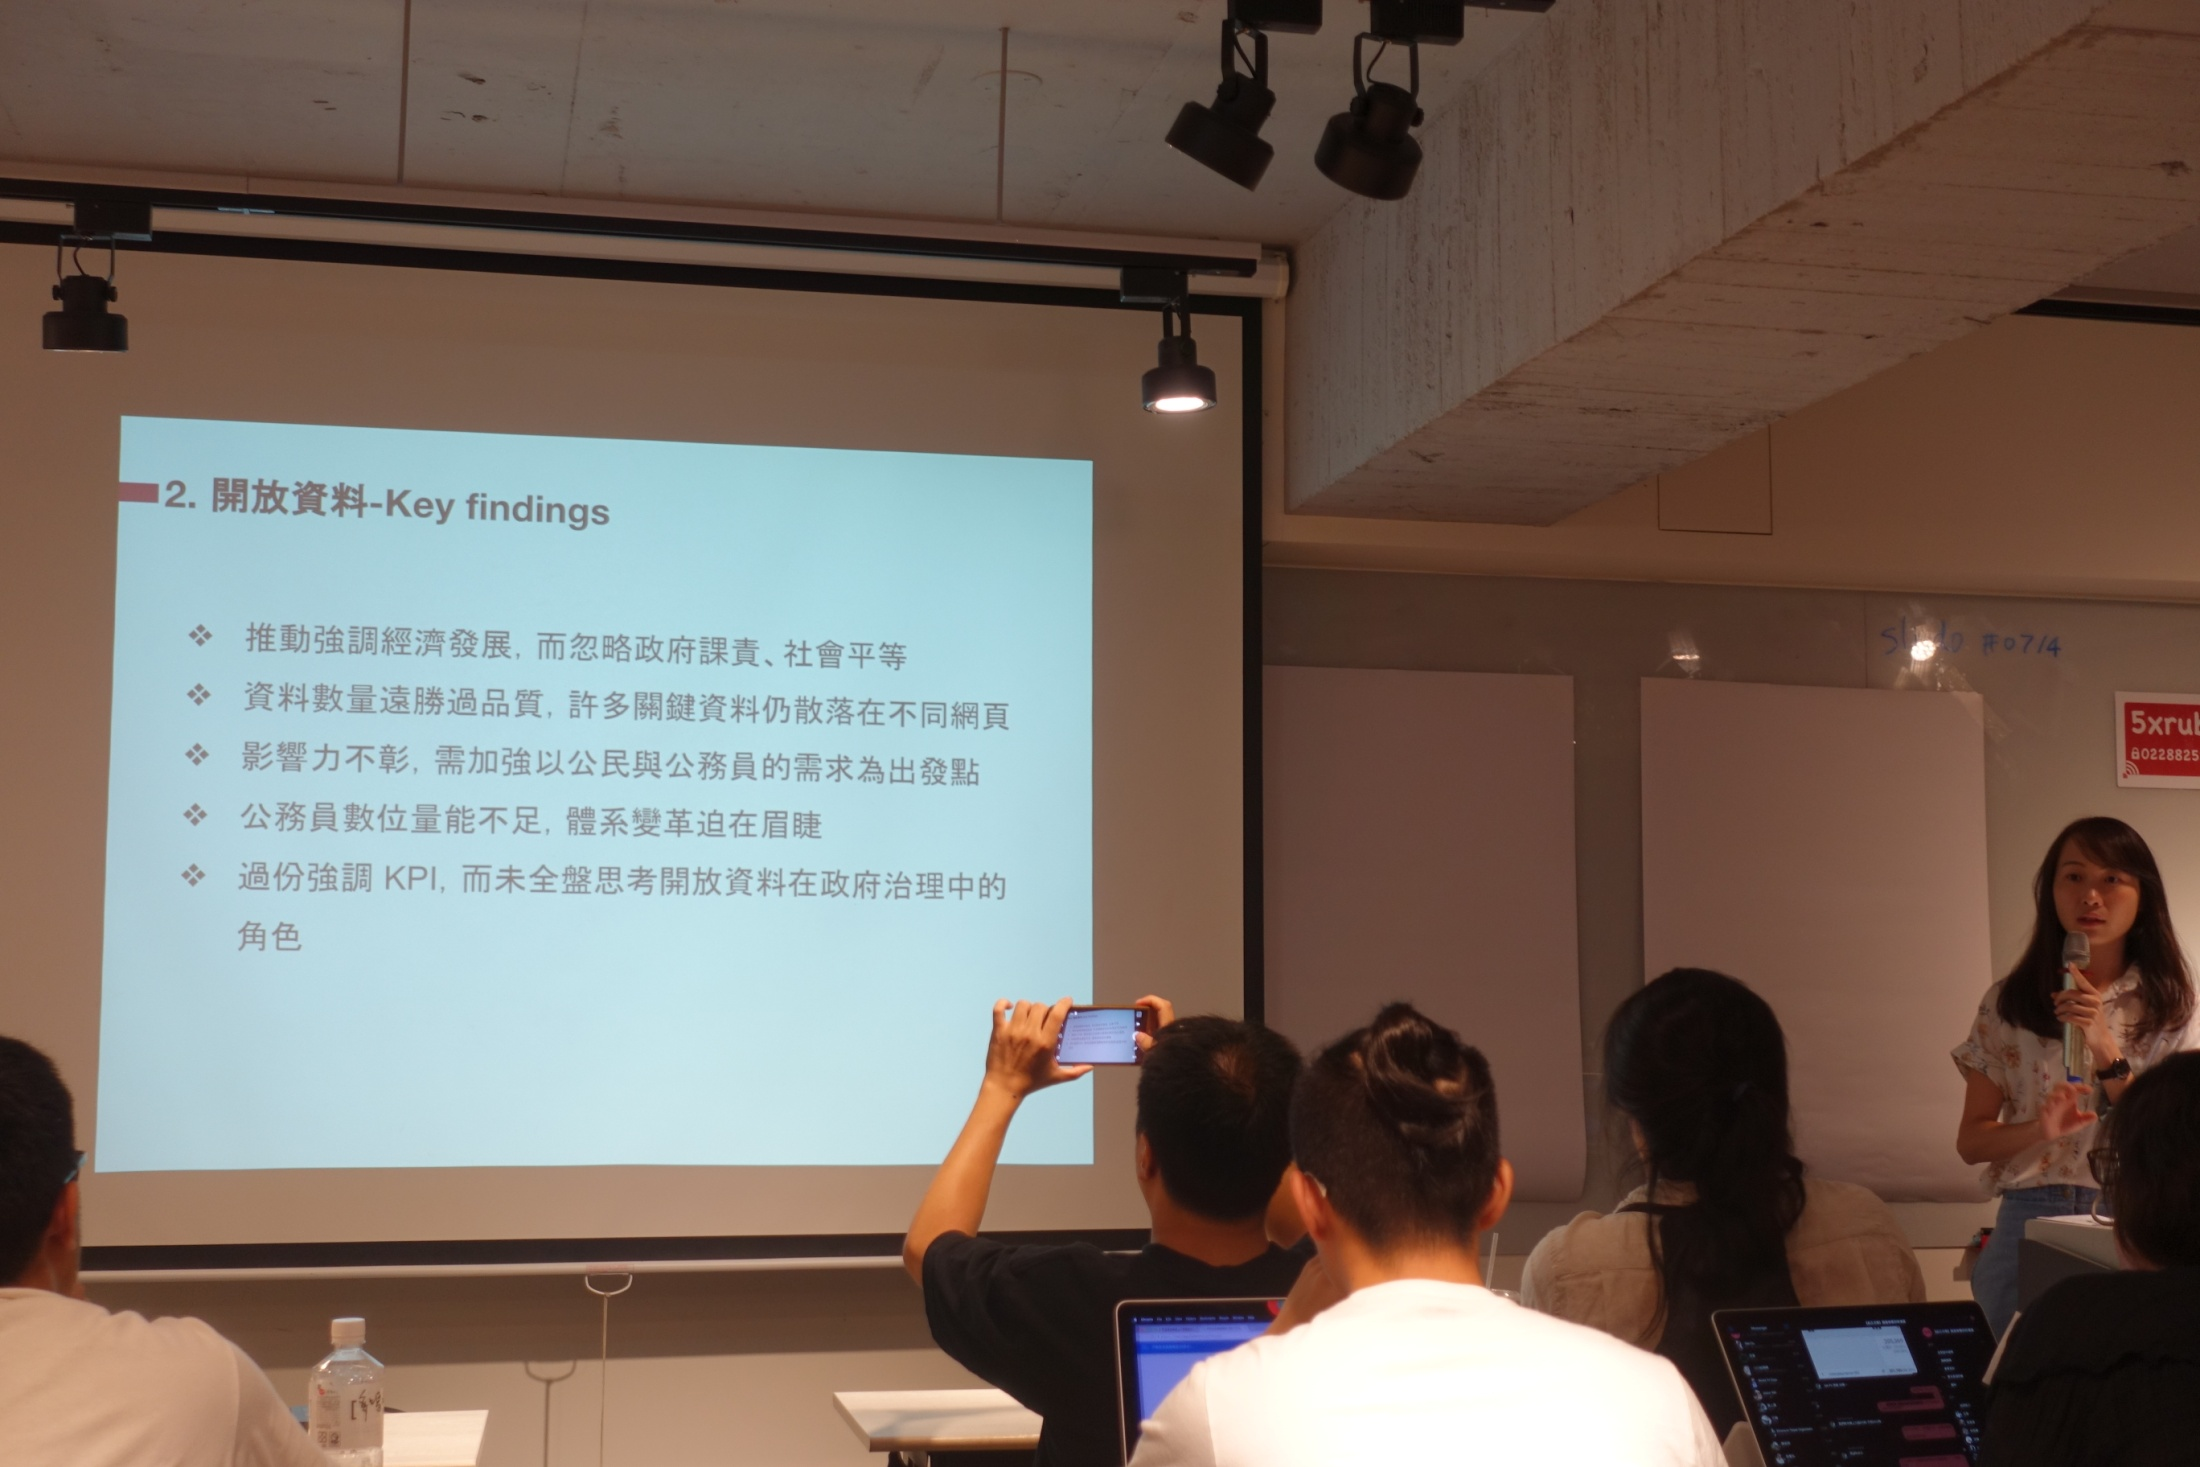 2. 開放資料-Key findings
❖ 推動強調經濟發展, 而忽略政府課責、社會平等
❖ 資料數量遠勝過品質, 許多關鍵資料仍散落在不同網頁
❖ 影響力不彰, 需加強以公民與公務員的需求為出發點
❖ 公務員數位量能不足, 體系變革迫在眉睫
❖ 過份強調 KPI, 而未全盤思考開放資料在政府治理中的
角色
#0714
5xrub
0228825